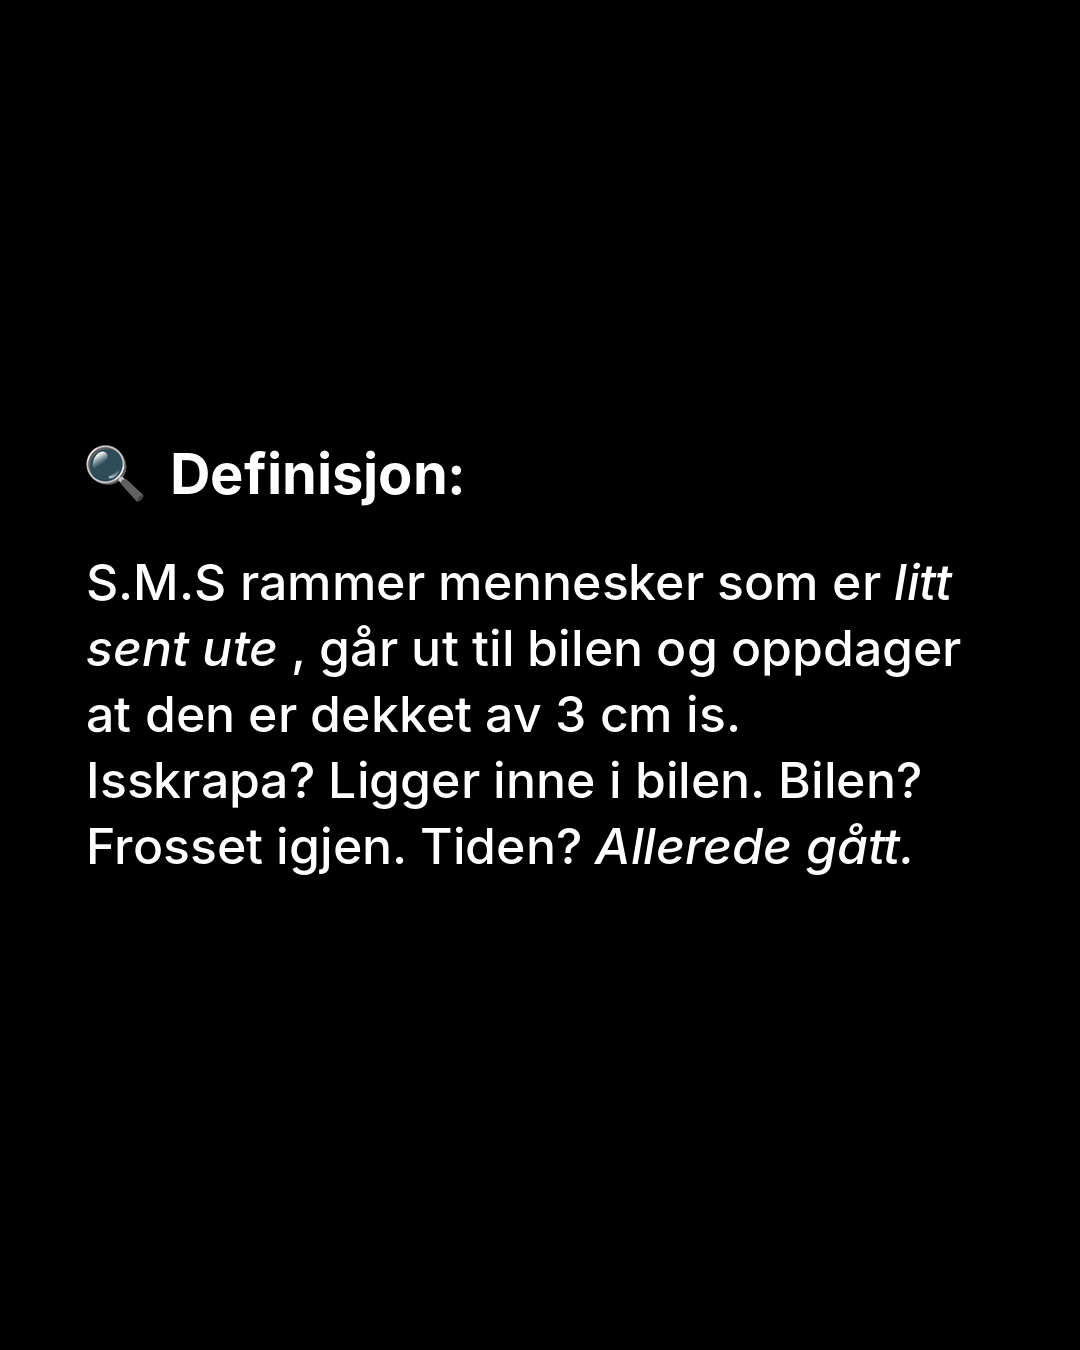 🔍 Definisjon:
S.M.S rammer mennesker som er litt
sent ute , går ut til bilen og oppdager
at den er dekket av 3 cm is.
Isskrapa? Ligger inne i bilen. Bilen?
Frosset igjen. Tiden? Allerede gått.